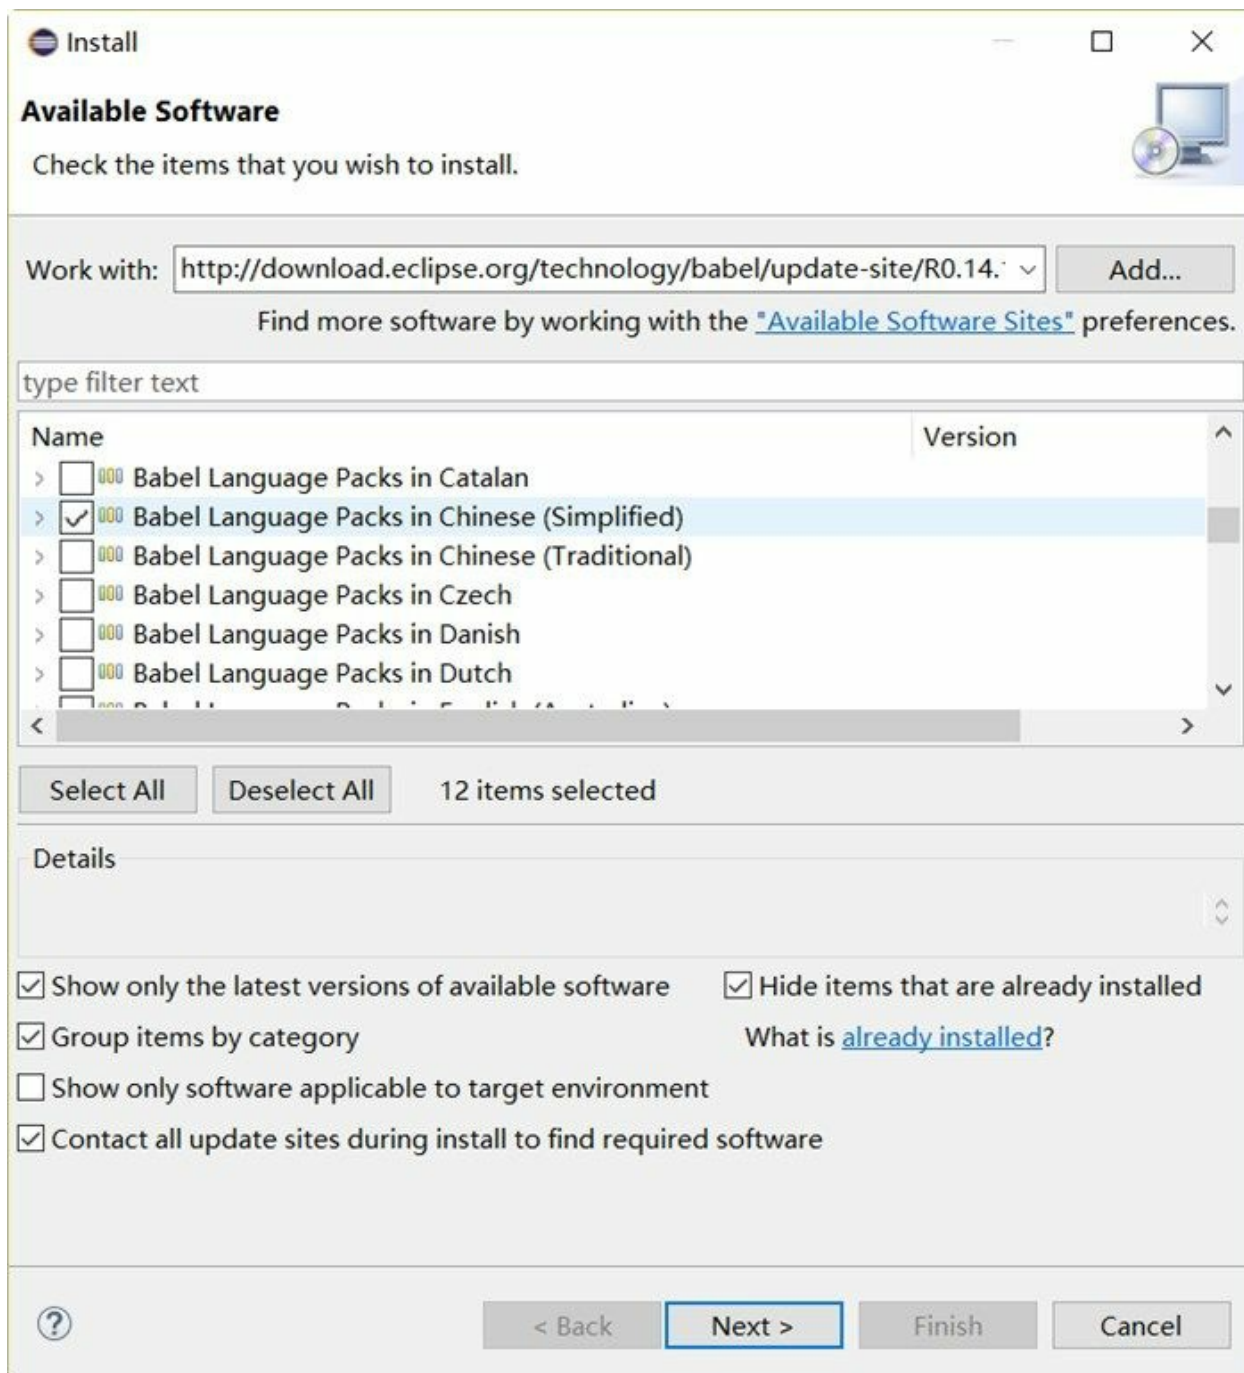 Install
Available Software
Check the items that you wish to install.
Work with: http://download.eclipse.org/technology/babel/update-site/R0.14. Add...
Find more software by working with the "Available Software Sites" preferences.
type filter text
Name Version
Babel Language Packs in Catalan
Babel Language Packs in Chinese (Simplified)
Babel Language Packs in Chinese (Traditional)
Babel Language Packs in Czech
Babel Language Packs in Danish
Babel Language Packs in Dutch
Select All Deselect All 12 items selected
Details
Show only the latest versions of available software Hide items that are already installed
Group items by category What is already installed?
Show only software applicable to target environment
Contact all update sites during install to find required software
? < Back Next > Finish Cancel